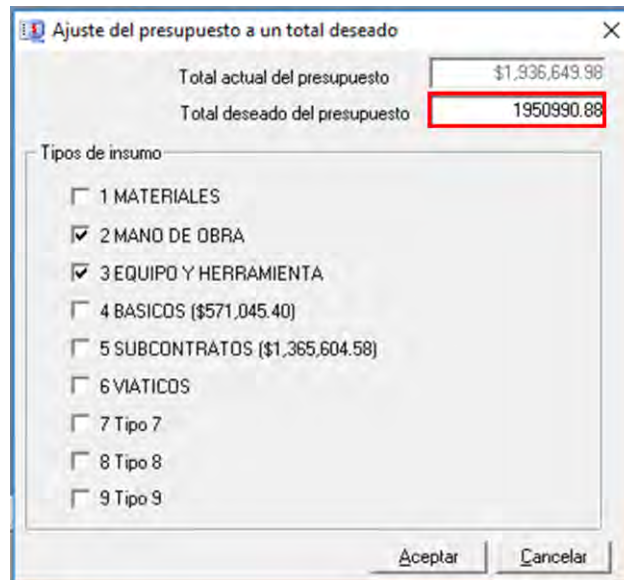 Ajuste del presupuesto a un total deseado
Total actual del presupuesto $1,936,649.98
Total deseado del presupuesto 1950990.88
Tipos de insumo
1 MATERIALES
2 MANO DE OBRA
3 EQUIPO Y HERRAMIENTA
4 BASICOS ($571,045.40)
5 SUBCONTRATOS ($1,365,604.58)
6 VIATICOS
7 Tipo 7
8 Tipo 8
9 Tipo 9
Aceptar Cancelar